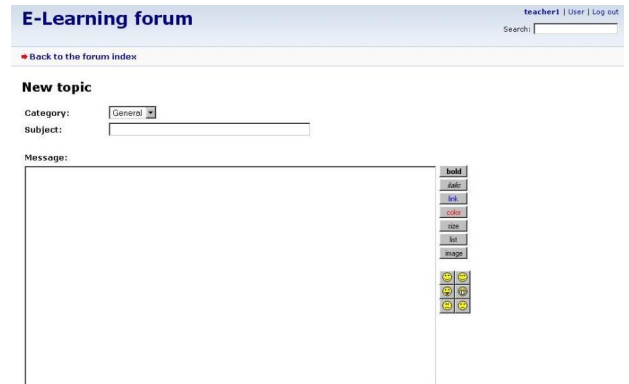 E-Learning forum
teacher1 | User | Log out
Search:
Back to the forum index
New topic
Category: General
Subject:
Message:
bold
italic
link
color
size
list
image